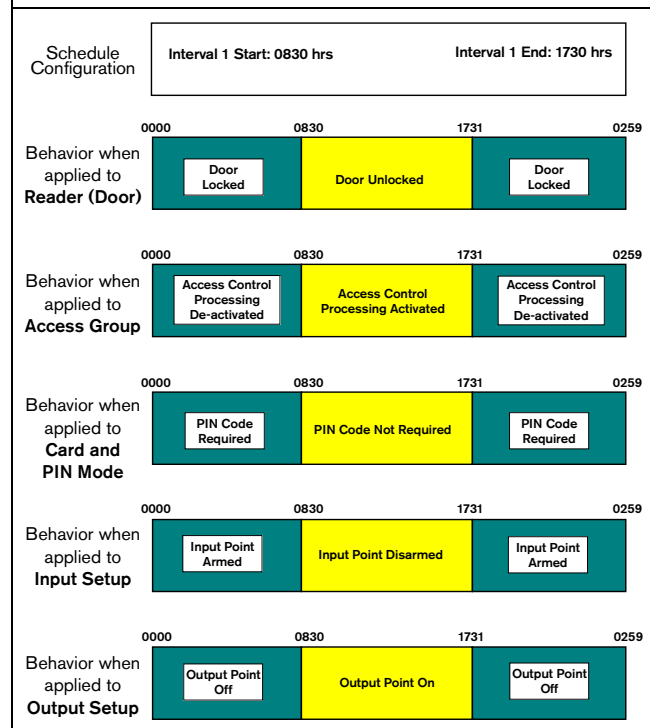 Schedule
Configuration
Interval 1 Start: 0830 hrs
Interval 1 End: 1730 hrs
0000 0830 1731 0259
Behavior when
applied to
Reader (Door)
Door
Locked
Door Unlocked
Door
Locked
0000 0830 1731 0259
Behavior when
applied to
Access Group
Access Control
Processing
De-activated
Access Control
Processing Activated
Access Control
Processing
De-activated
0000 0830 1731 0259
Behavior when
applied to
Card and
PIN Mode
PIN Code
Required
PIN Code Not Required
PIN Code
Required
0000 0830 1731 0259
Behavior when
applied to
Input Setup
Input Point
Armed
Input Point Disarmed
Input Point
Armed
0000 0830 1731 0259
Behavior when
applied to
Output Setup
Output Point
Off
Output Point On
Output Point
Off